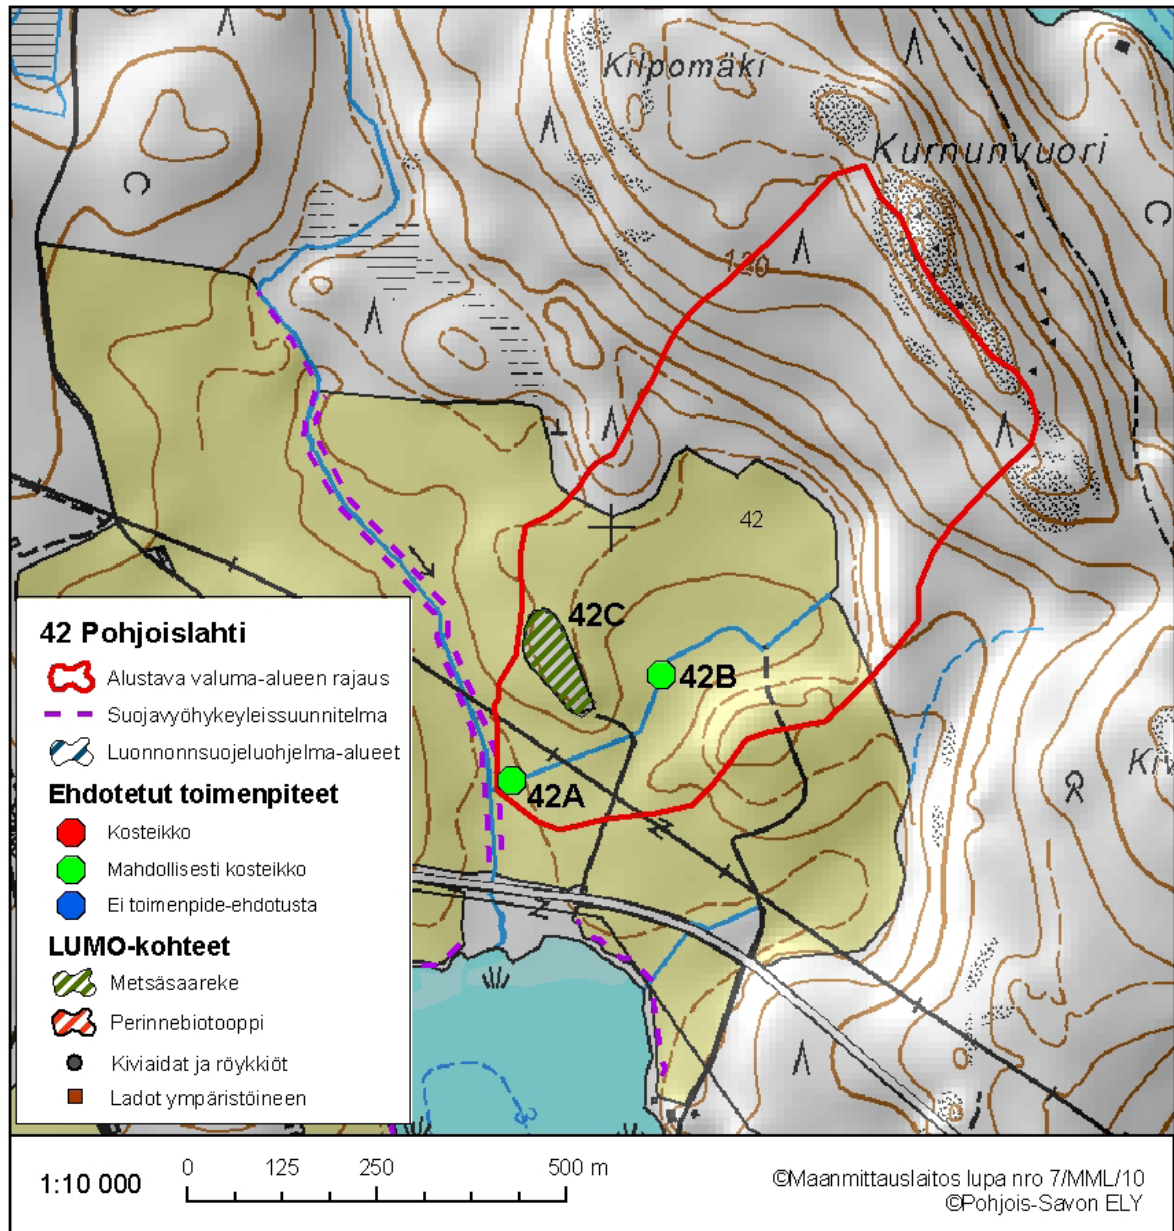 Kilpomäki
Kurnunvuori
42
42C
42B
42A
42 Pohjoislahti
Alustava valuma-alueen rajaus
Suojavyöhykeyleissuunnitelma
Luonnonnsuojeluohjelma-alueet
Ehdotetut toimenpiteet
Kosteikko
Mahdollisesti kosteikko
Ei toimenpide-ehdotusta
LUMO-kohteet
Metsäsaareke
Perinnebiotooppi
Kiviaidat ja röykkiöt
Ladot ympäristöineen
1:10 000
0 125 250 500 m
©Maanmittauslaitos lupa nro 7/MML/10
©Pohjois-Savon ELY